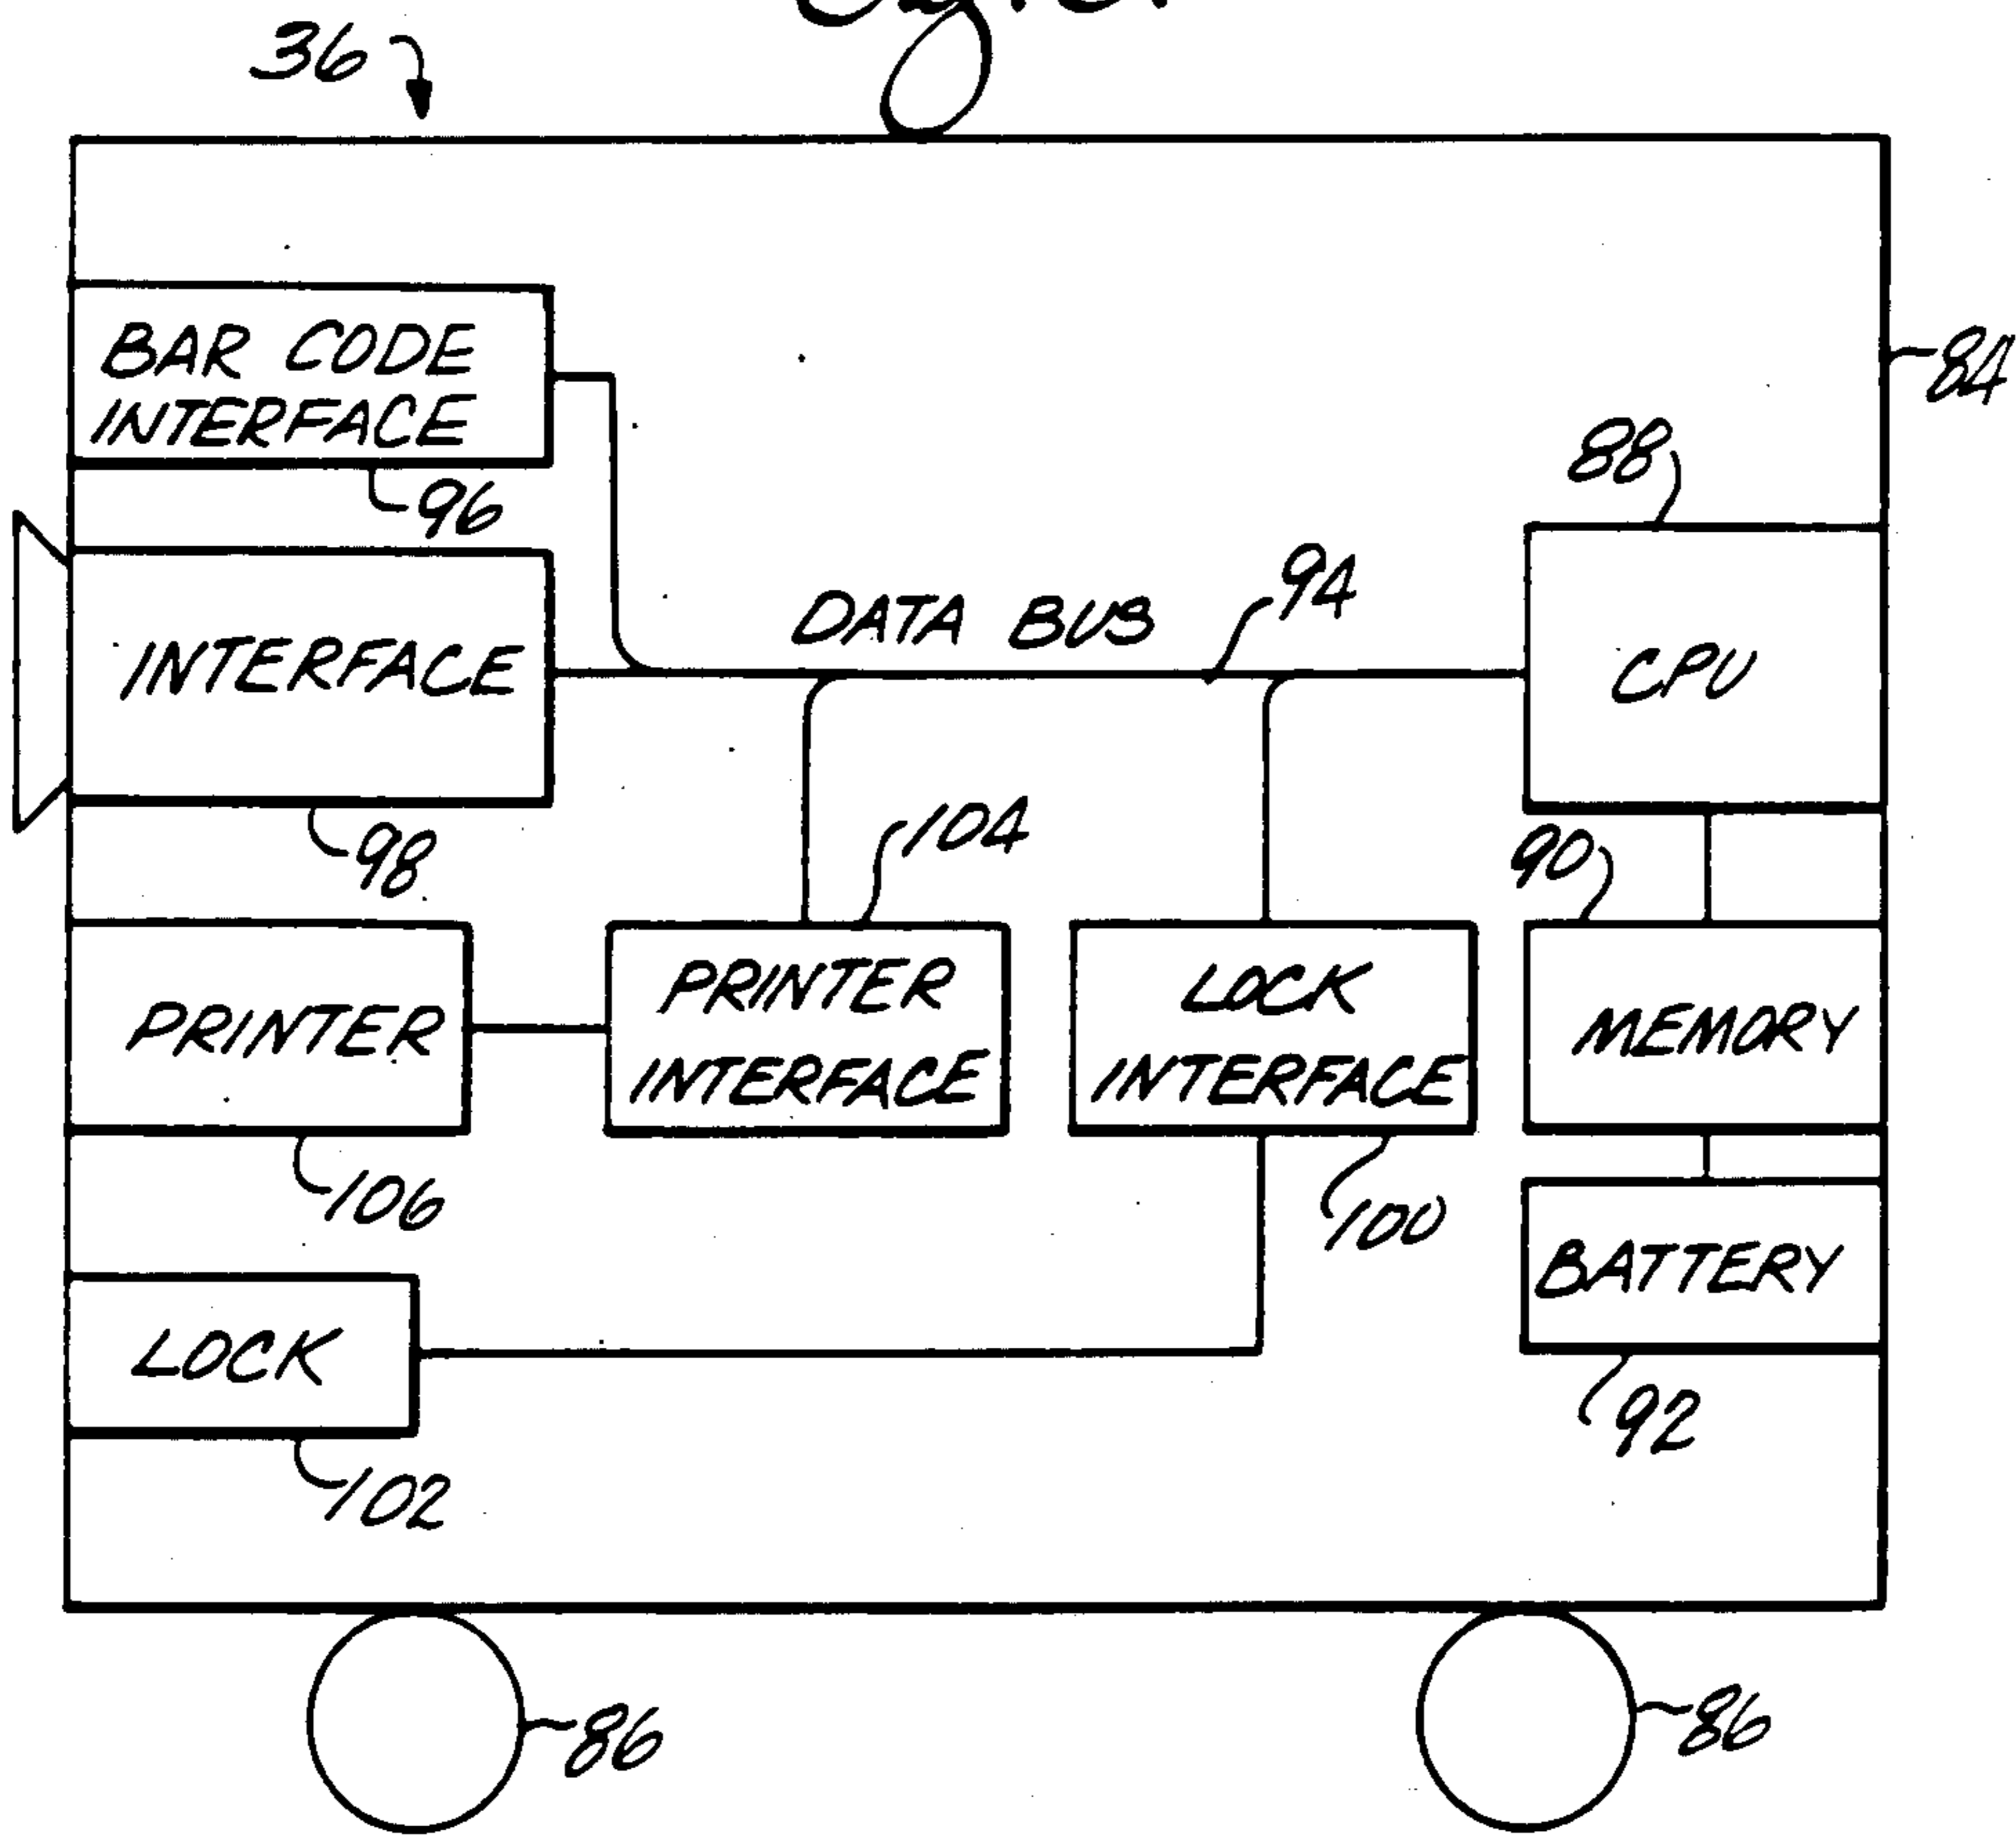 36
84
BAR CODE
INTERFACE
96
88
94
DATA BUS
INTERFACE
CPU
98
104
90
PRINTER
PRINTER
INTERFACE
LOCK
INTERFACE
MEMORY
106
100
BATTERY
LOCK
92
102
86
86